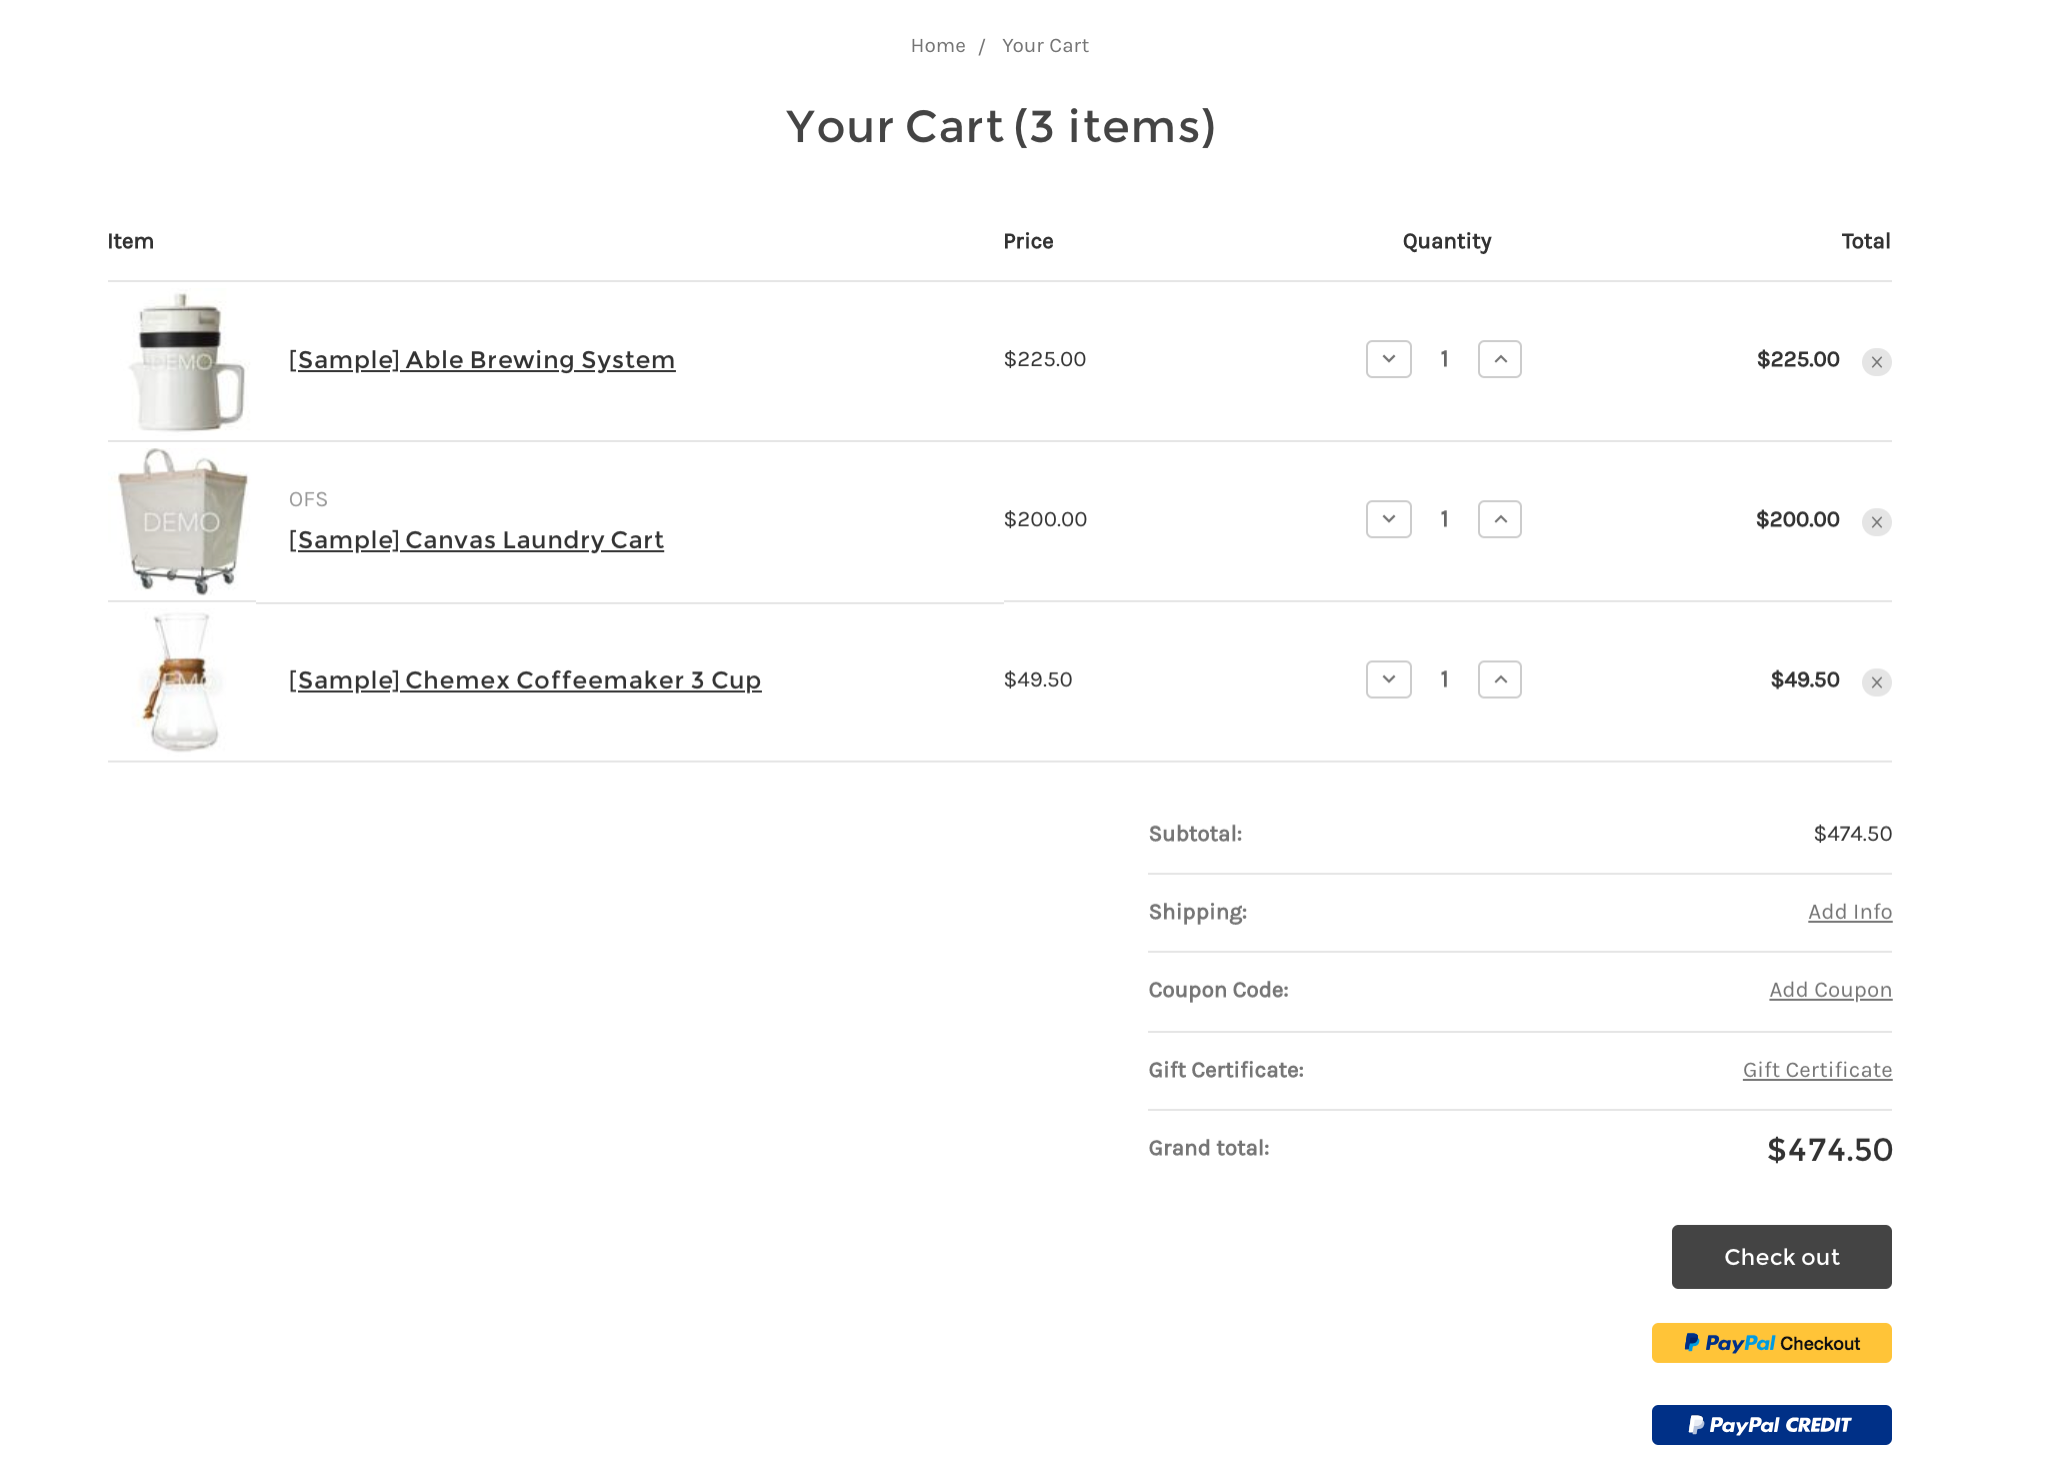 Home / Your Cart
Your Cart (3 items)
Item Price Quantity Total
DEMO
[Sample] Able Brewing System $225.00 1 $225.00
OFS
DEMO
[Sample] Canvas Laundry Cart $200.00 1 $200.00
DEMO
[Sample] Chemex Coffeemaker 3 Cup $49.50 1 $49.50
Subtotal: $474.50
Shipping: Add Info
Coupon Code: Add Coupon
Gift Certificate: Gift Certificate
Grand total: $474.50
Check out
PayPal Checkout
PayPal CREDIT